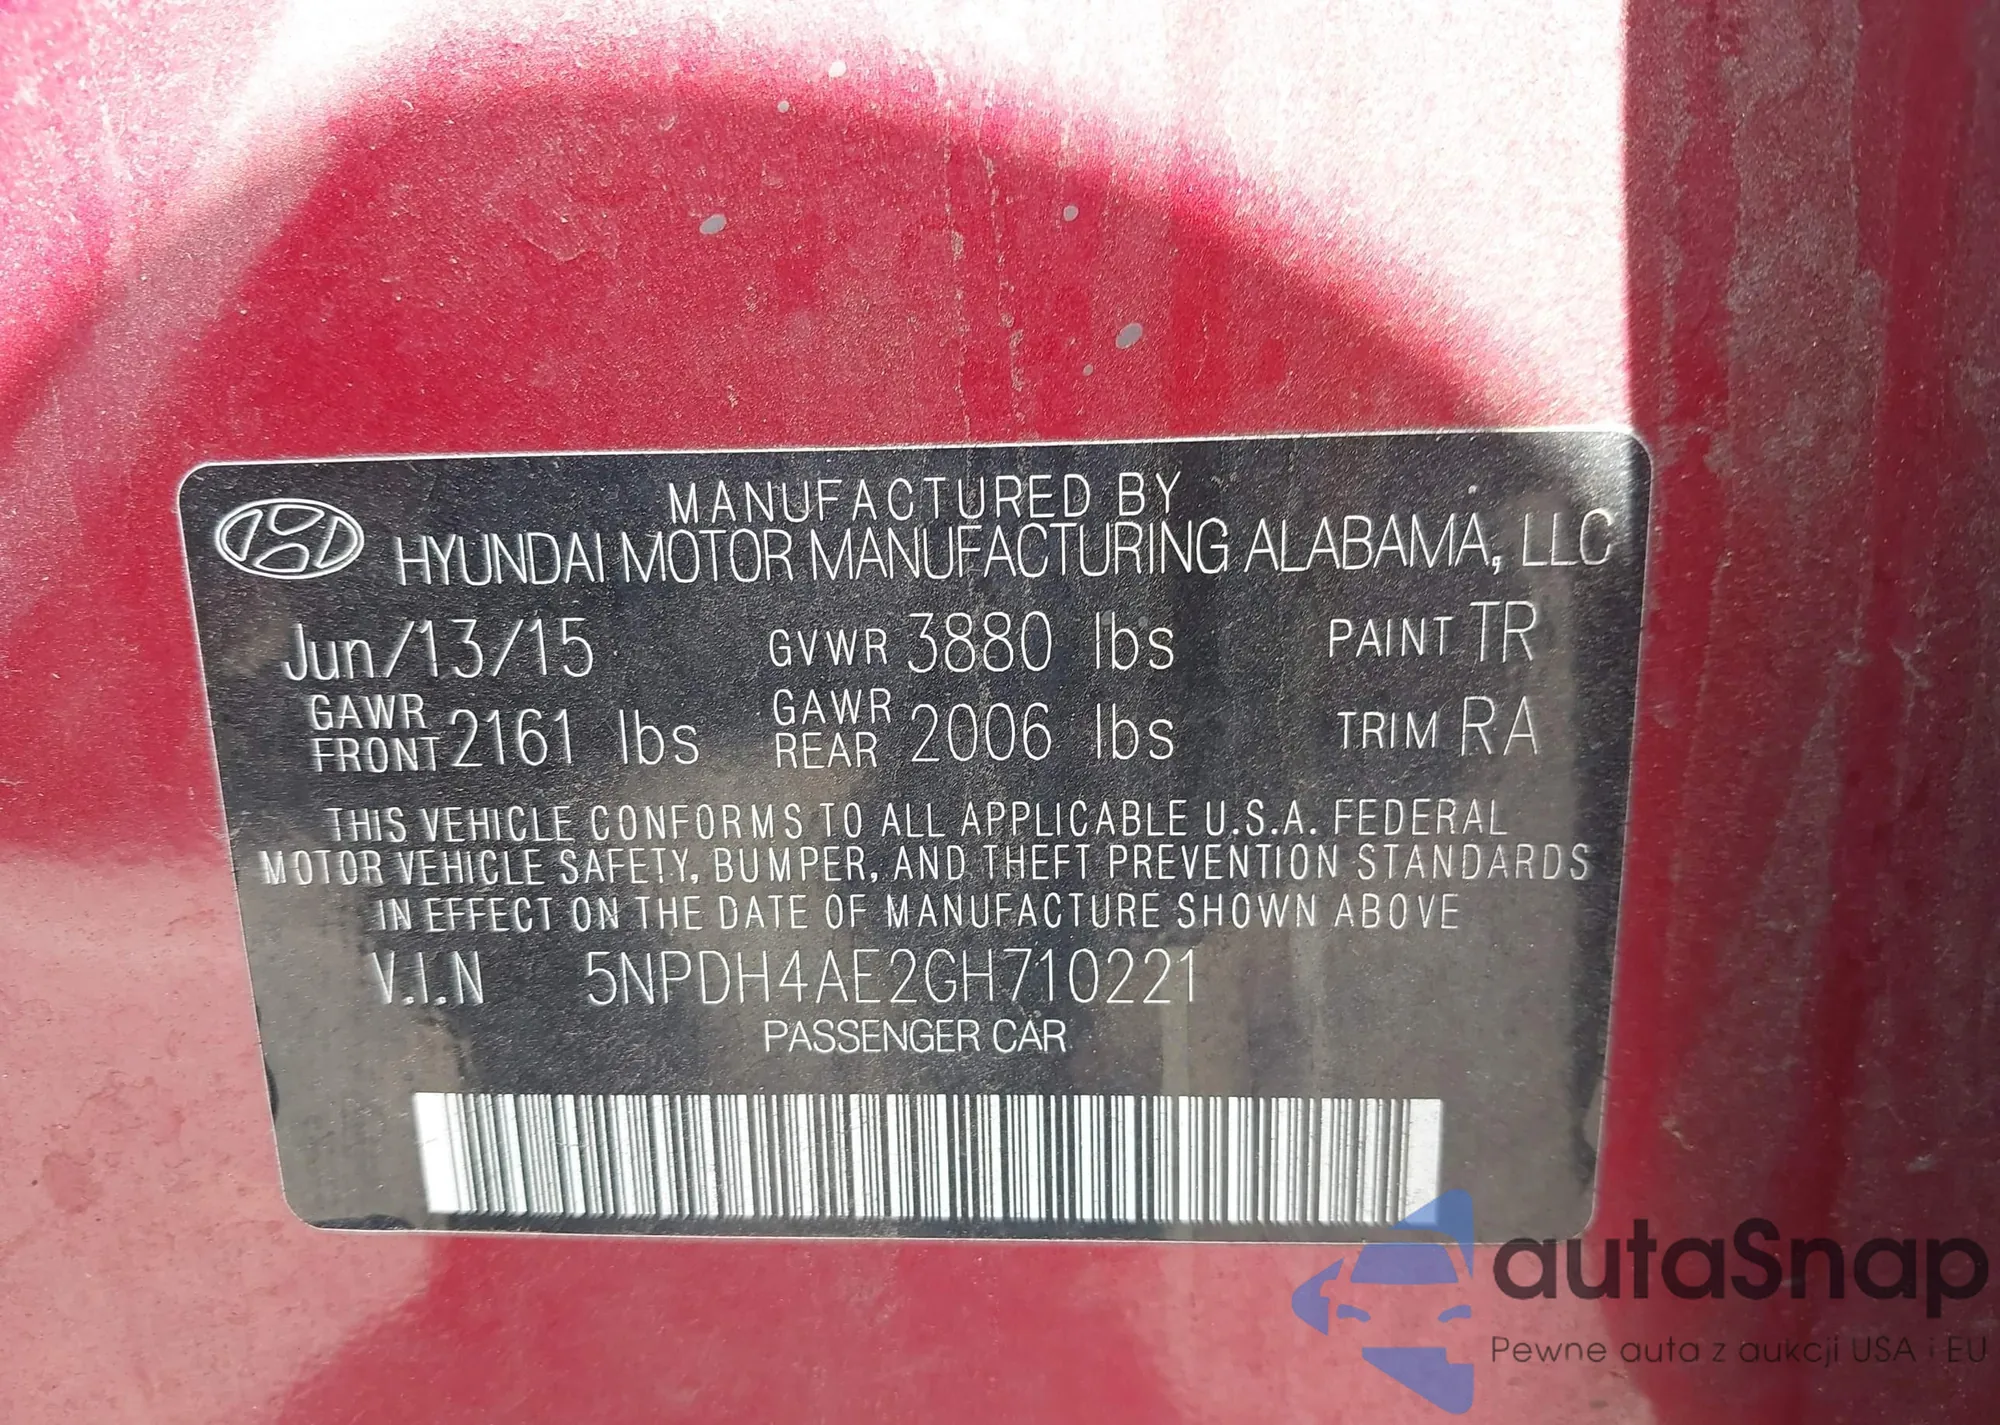 MANUFACTURED BY
HYUNDAI MOTOR MANUFACTURING ALABAMA, LLC
Jun/13/15 GVWR 3880 lbs PAINT TR
GAWR FRONT 2161 lbs GAWR REAR 2006 lbs TRIM RA
THIS VEHICLE CONFORMS TO ALL APPLICABLE U.S.A. FEDERAL
MOTOR VEHICLE SAFETY, BUMPER, AND THEFT PREVENTION STANDARDS
IN EFFECT ON THE DATE OF MANUFACTURE SHOWN ABOVE
V.I.N 5NPDH4AE2GH710221
PASSENGER CAR
autaSnap
Pewne auta z aukcji USA i EU